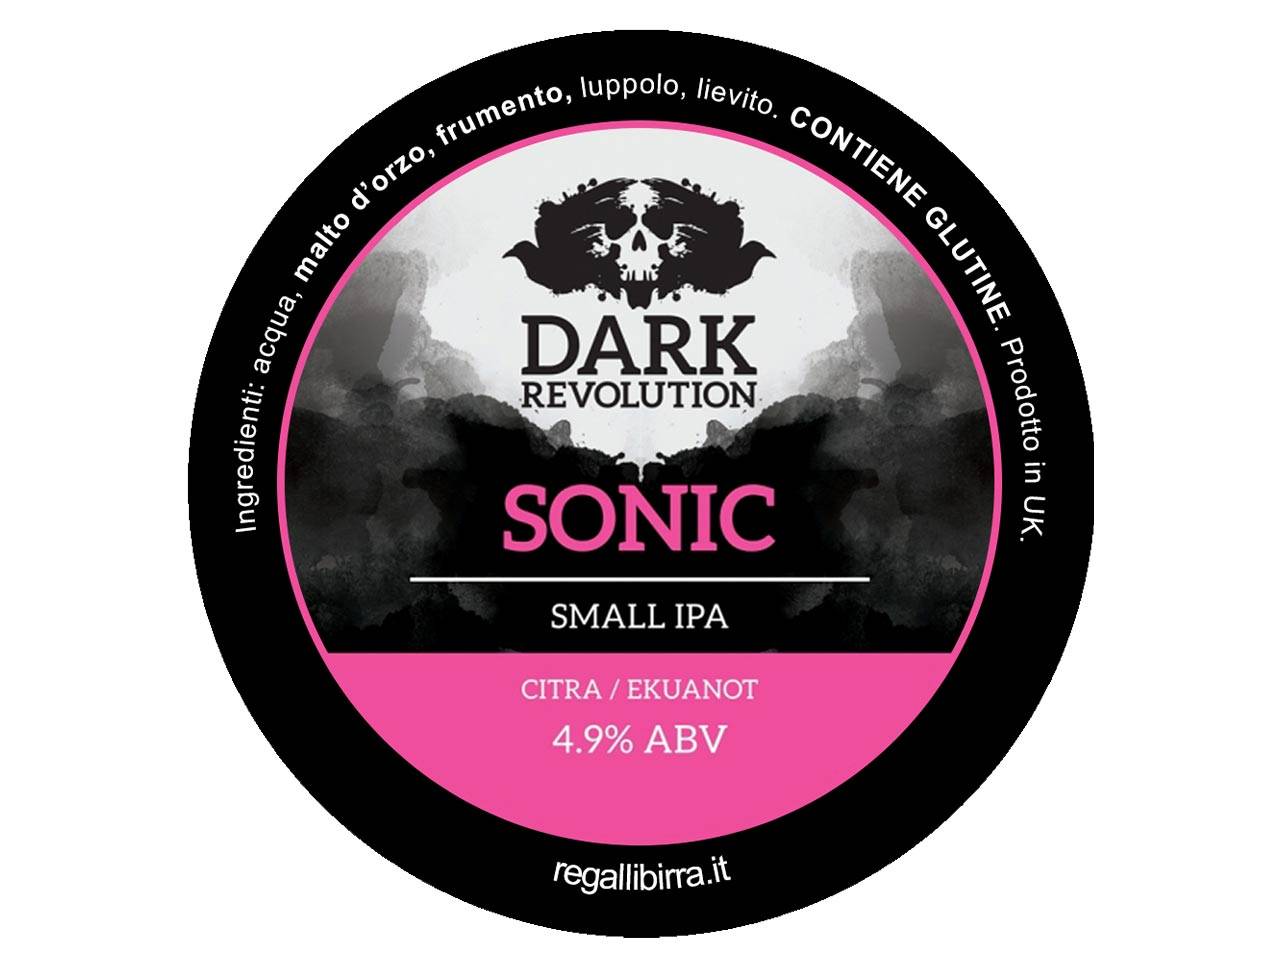 Ingredienti: acqua, malto d'orzo, frumento, luppolo, lievito. CONTIENE GLUTINE. Prodotto in UK.
DARK
REVOLUTION
SONIC
SMALL IPA
CITRA / EKUANOT
4.9% ABV
regallibirra.it